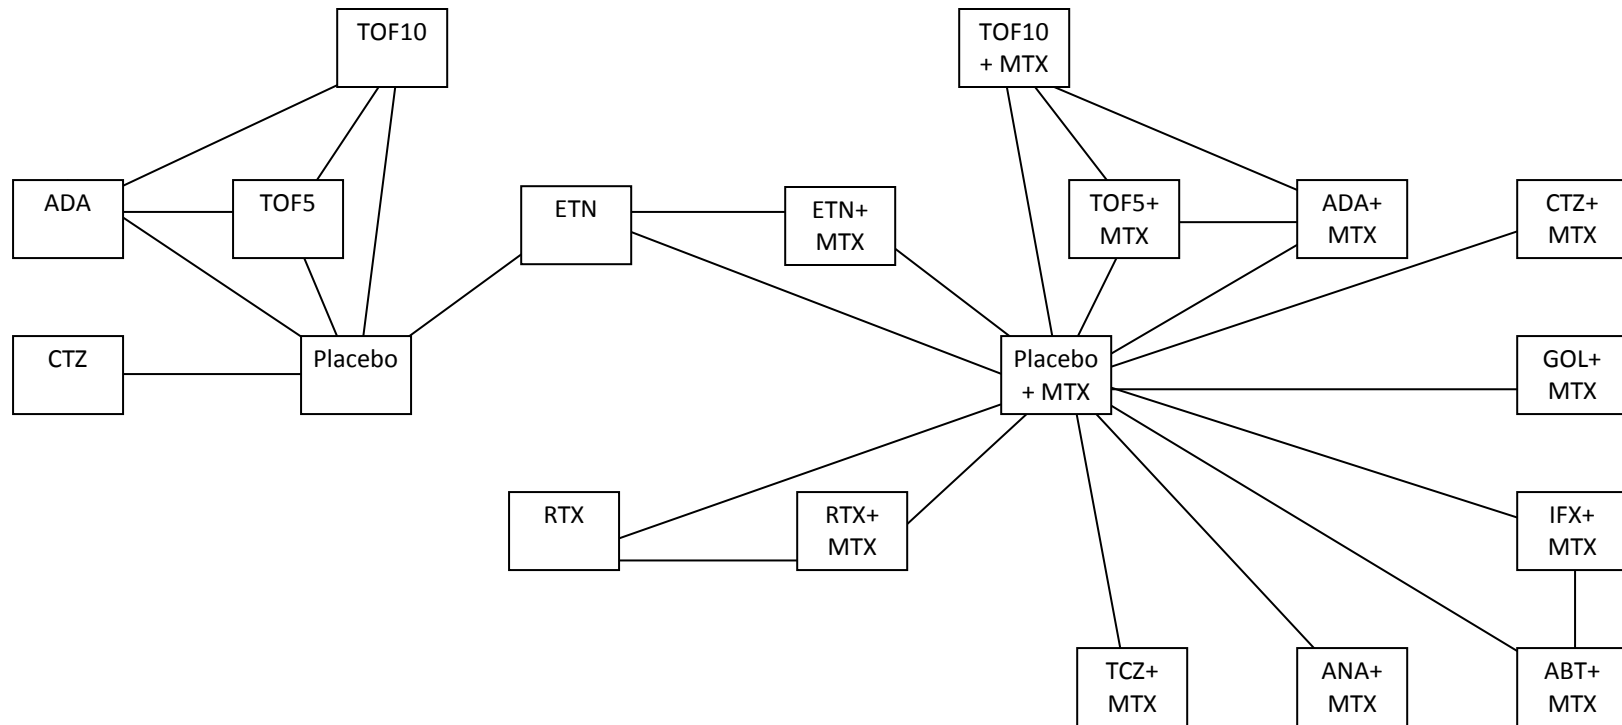 TOF10
TOF10
+ MTX
ADA
TOF5
ETN
ETN+
MTX
TOF5+
MTX
ADA+
MTX
CTZ+
MTX
CTZ
Placebo
Placebo
+ MTX
GOL+
MTX
RTX
RTX+
MTX
IFX+
MTX
TCZ+
MTX
ANA+
MTX
ABT+
MTX